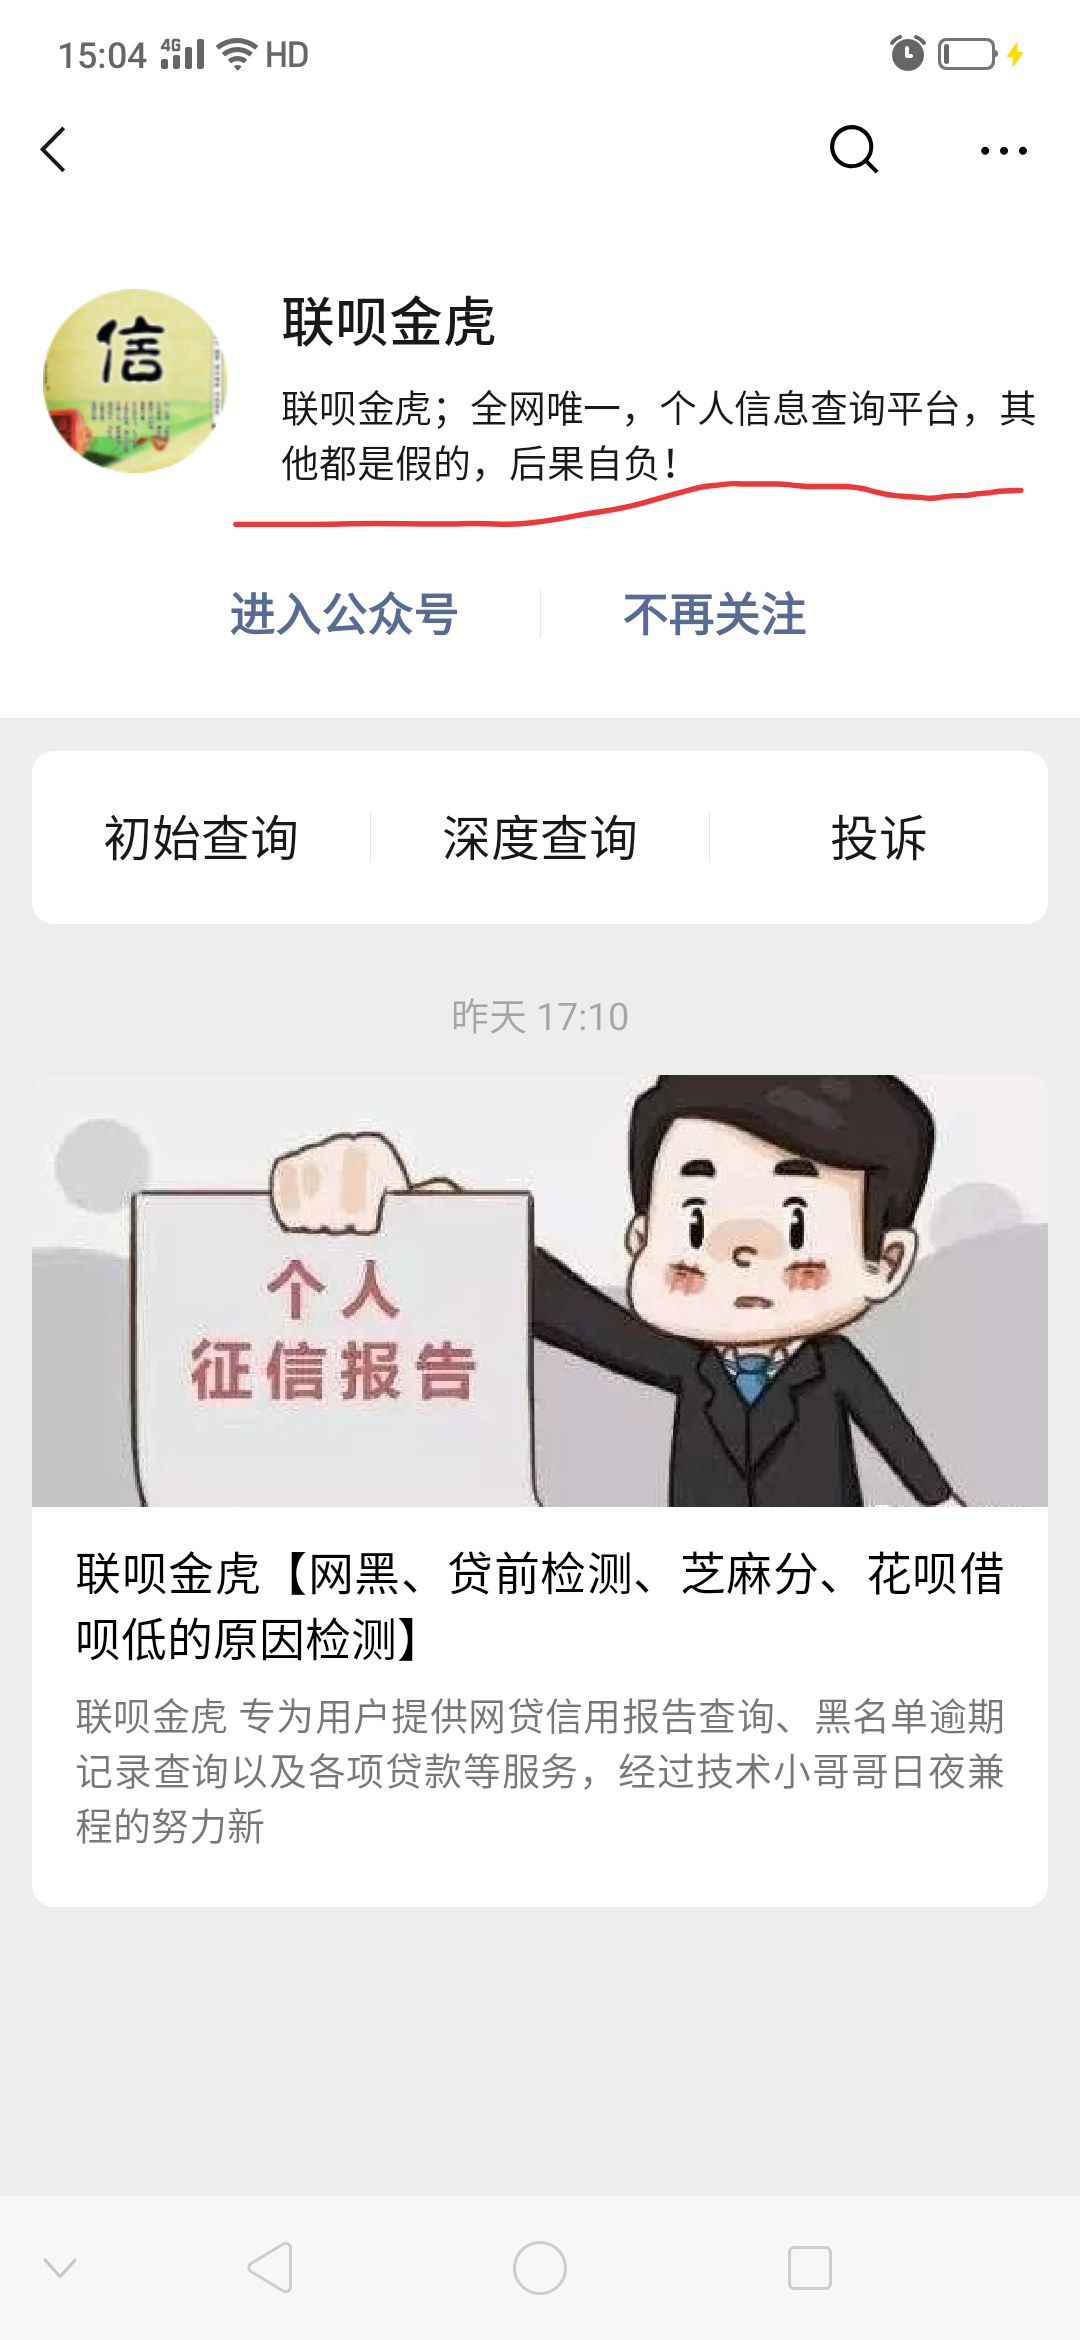 15:04 4G HD
信
联呗金虎
联呗金虎；全网唯一，个人信息查询平台，其
他都是假的，后果自负！
进入公众号 不再关注
初始查询 深度查询 投诉
昨天 17:10
个人
征信报告
联呗金虎【网黑、贷前检测、芝麻分、花呗借
呗低的原因检测】
联呗金虎 专为用户提供网贷信用报告查询、黑名单逾期
记录查询以及各项贷款等服务，经过技术小哥哥日夜兼
程的努力新